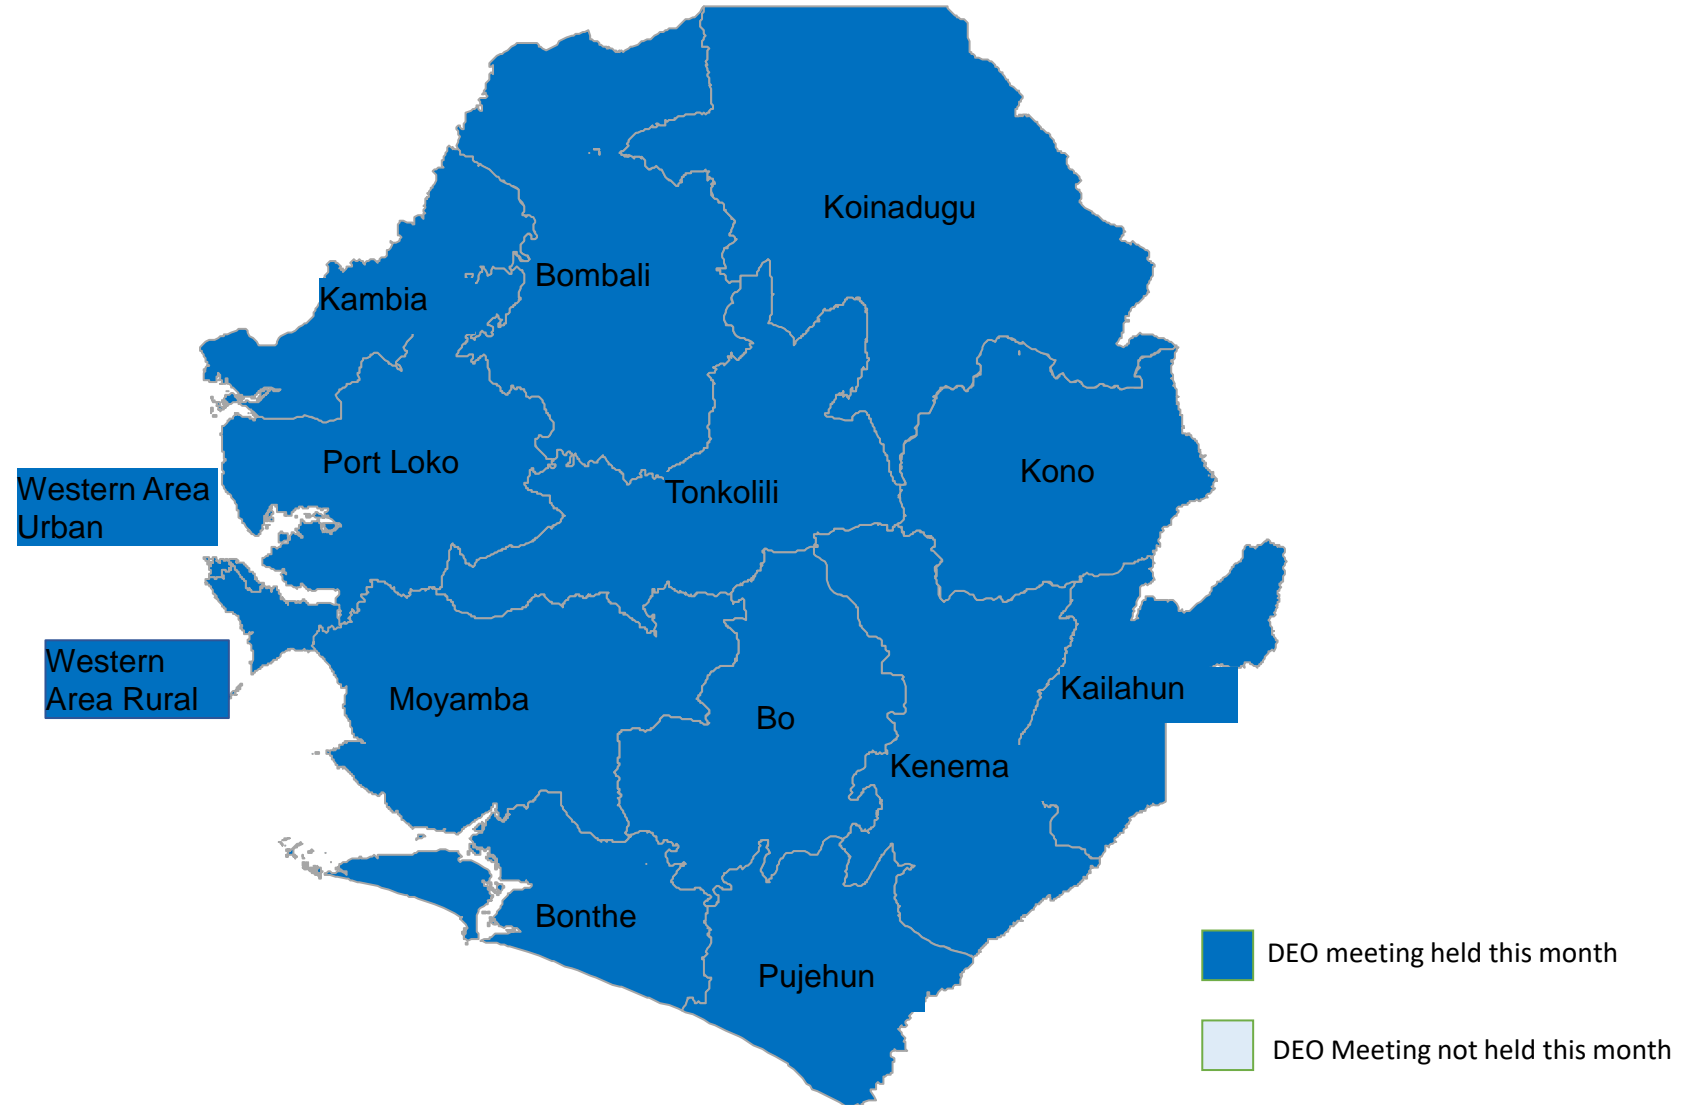 Koinadugu
Bombali
Kambia
Port Loko
Kono
Western Area
Urban
Tonkolili
Western
Area Rural
Kailahun
Moyamba
Bo
Kenema
Bonthe
Pujehun
DEO meeting held this month
DEO Meeting not held this month